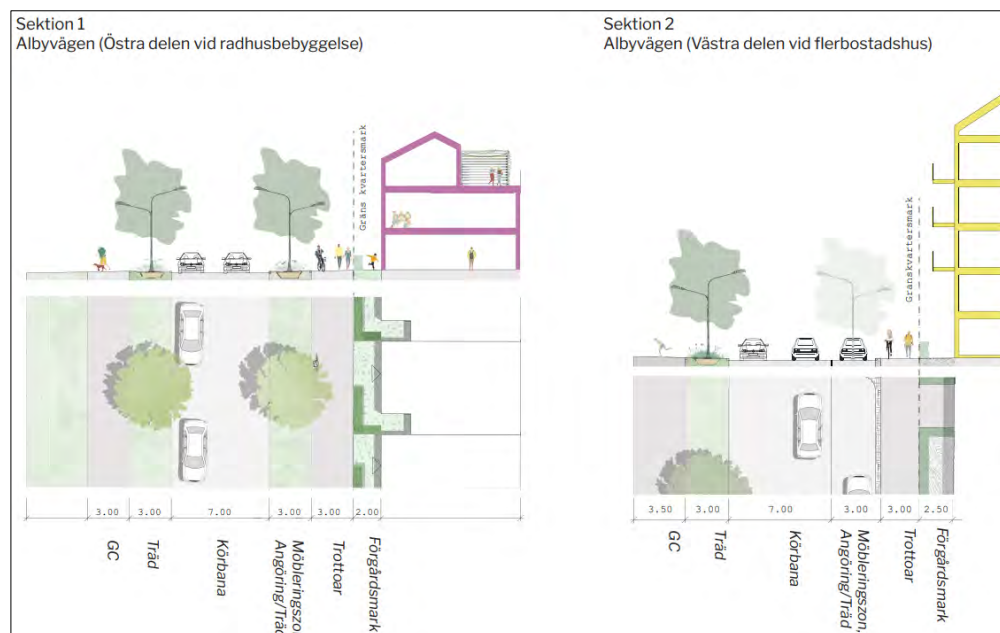 Sektion 1
Albyvägen (Östra delen vid radhusbebyggelse)
Gräns kvartersmark
3.00 3.00 7.00 3.00 3.00 2.00
GC
Träd
Körbana
Möbleringszon,
Angöring/Träd
Trottoar
Förgårdsmark
Sektion 2
Albyvägen (Västra delen vid flerbostadshus)
Gränskvartersmark
3.50 3.00 7.00 3.00 3.00 2.50
GC
Träd
Körbana
Möbleringszon,
Angöring/Träd
Trottoar
Förgårdsmark